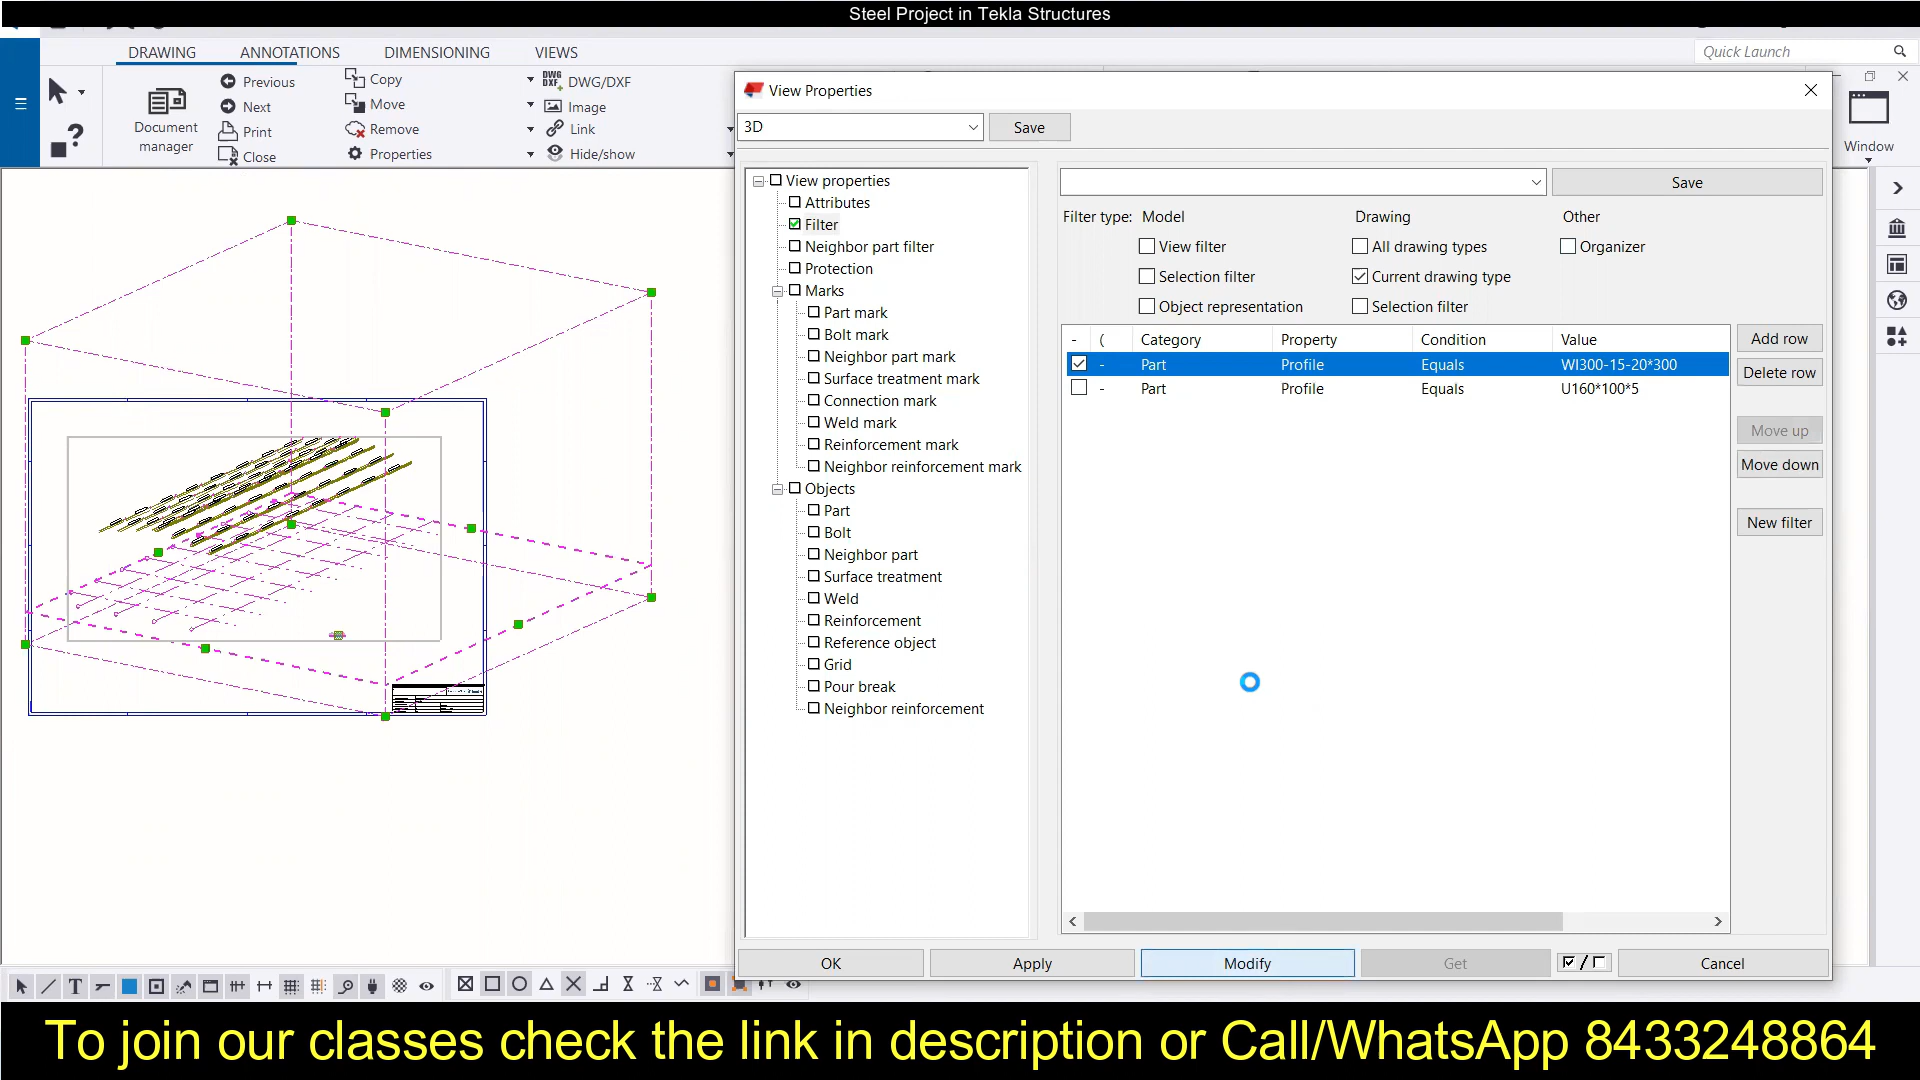 Steel Project in Tekla Structures
DRAWING
ANNOTATIONS
DIMENSIONING
VIEWS
Quick Launch
Document manager
Previous
Next
Print
Close
Copy
Move
Remove
Properties
DWG DXF
DWG/DXF
Image
Link
Hide/show
Window
View Properties
3D
Save
View properties
Attributes
Filter
Neighbor part filter
Protection
Marks
Part mark
Bolt mark
Neighbor part mark
Surface treatment mark
Connection mark
Weld mark
Reinforcement mark
Neighbor reinforcement mark
Objects
Part
Bolt
Neighbor part
Surface treatment
Weld
Reinforcement
Reference object
Grid
Pour break
Neighbor reinforcement
Save
Filter type: Model Drawing Other
View filter All drawing types Organizer
Selection filter Current drawing type
Object representation Selection filter
- ( Category Property Condition Value
- Part Profile Equals WI300-15-20*300
- Part Profile Equals U160*100*5
Add row
Delete row
Move up
Move down
New filter
OK Apply Modify Get / Cancel
To join our classes check the link in description or Call/WhatsApp 8433248864